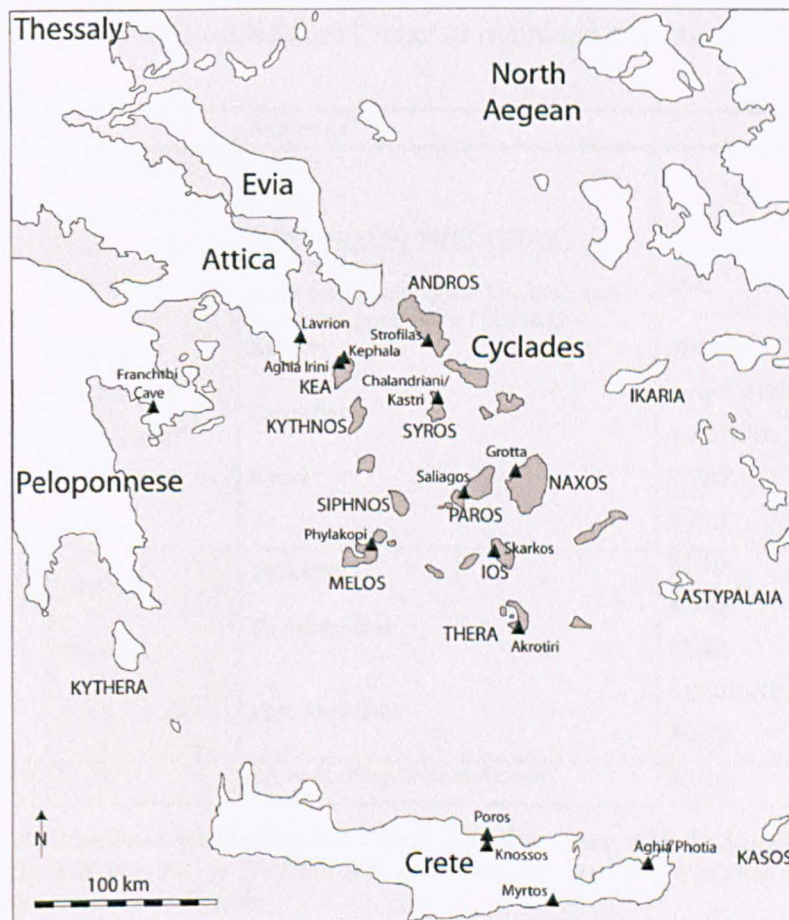 Thessaly
North
Aegean
Evia
Attica
ANDROS
Lavrion
Strofilas
Cyclades
Kephala
Aghia Irini
KEA
Franchthi
Cave
Chalandriani/
Kastri
IKARIA
KYTHNOS
SYROS
Grotta
Peloponnese
Saliagos
NAXOS
SIPHNOS
PAROS
Phylakopi
Skarkos
MELOS
IOS
ASTYPALAIA
THERA
Akrotiri
KYTHERA
Poros
N
Knossos
Aghia Photia
KASOS
Crete
100 km
Myrtos